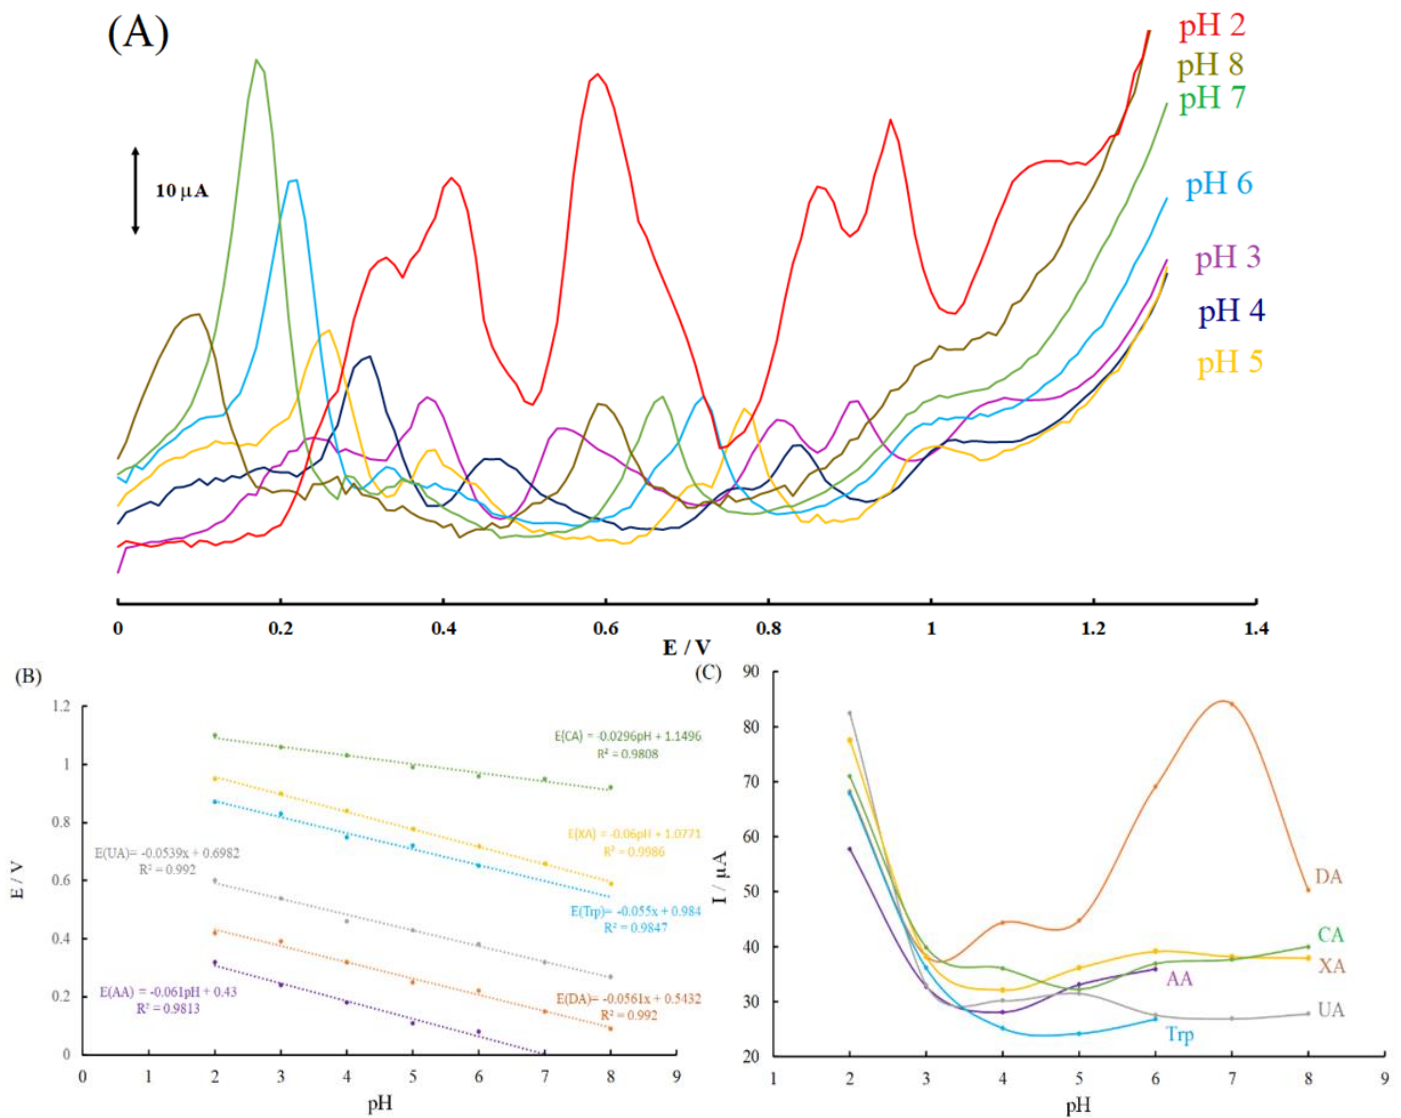 (A)
pH 2
pH 8
pH 7
10 µA
pH 6
pH 3
pH 4
pH 5
0 0.2 0.4 0.6 0.8 1 1.2 1.4
E / V
(B)
1.2
1
0.8
0.6
0.4
0.2
0
E / V
E(CA) = -0.0296pH + 1.1496
R² = 0.9808
E(XA) = -0.06pH + 1.0771
R² = 0.9986
E(UA)= -0.0539x + 0.6982
R² = 0.992
E(Trp)= -0.055x + 0.984
R² = 0.9847
E(AA) = -0.061pH + 0.43
R² = 0.9813
E(DA)= -0.0561x + 0.5432
R² = 0.992
0 1 2 3 4 5 6 7 8 9
pH
(C)
90
80
70
60
50
40
30
20
I / µA
DA
CA
XA
AA
UA
Trp
1 2 3 4 5 6 7 8 9
pH